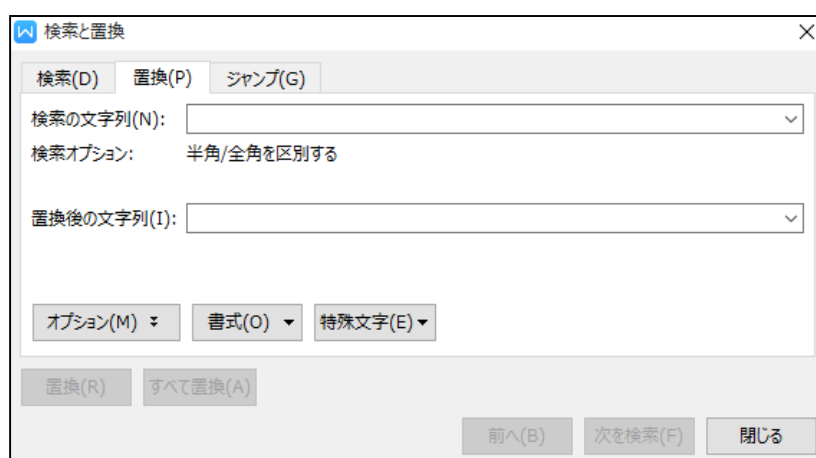 検索と置換
検索(D) 置換(P) ジャンプ(G)
検索の文字列(N):
検索オプション: 半角/全角を区別する
置換後の文字列(I):
オプション(M) 書式(O) 特殊文字(E)
置換(R) すべて置換(A)
前へ(B) 次を検索(F) 閉じる